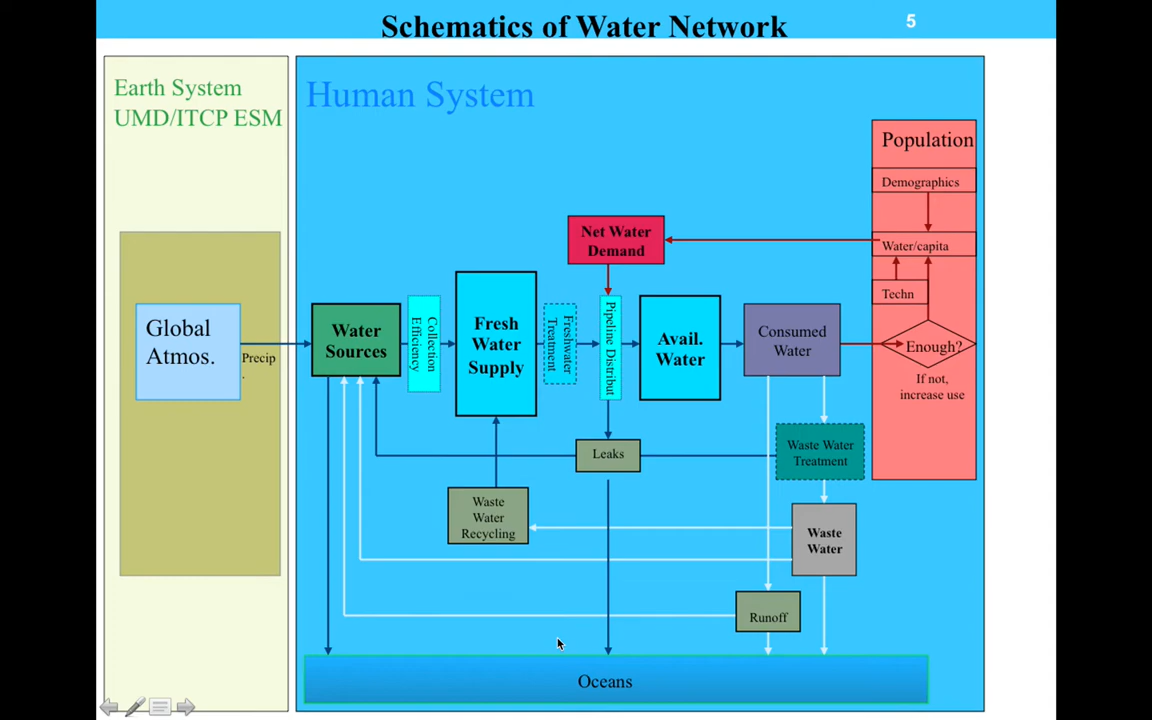 Schematics of Water Network
5
Earth System
UMD/ITCP ESM
Human System
Population
Demographics
Water/capita
Techn
Enough?
If not,
increase use
Net Water
Demand
Global
Atmos.
Precip
.
Water
Sources
Collection
Efficiency
Fresh
Water
Supply
Freshwater
Treatment
Pipeline Distribut
Avail.
Water
Consumed
Water
Leaks
Waste Water
Treatment
Waste
Water
Recycling
Waste
Water
Runoff
Oceans